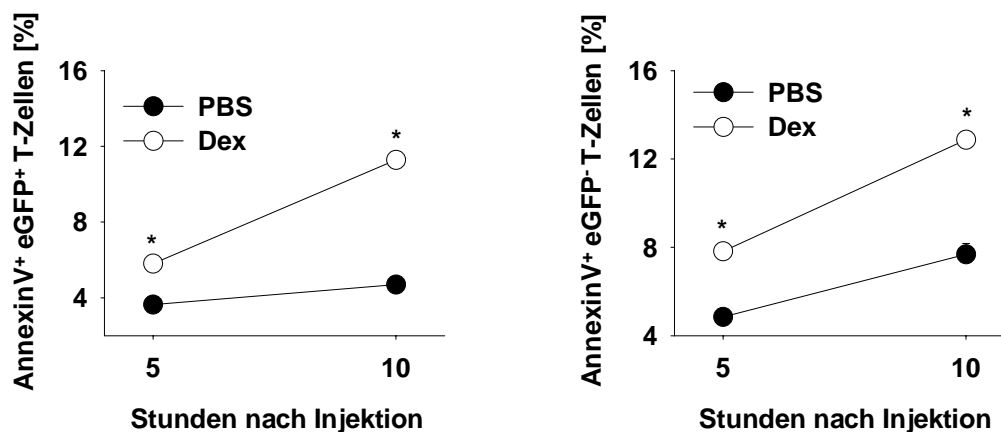 AnnexinV⁺ eGFP⁺ T-Zellen [%]
16
12
8
4
PBS
Dex
*
*
5
10
Stunden nach Injektion
AnnexinV⁺ eGFP⁻ T-Zellen [%]
16
12
8
4
PBS
Dex
*
*
5
10
Stunden nach Injektion